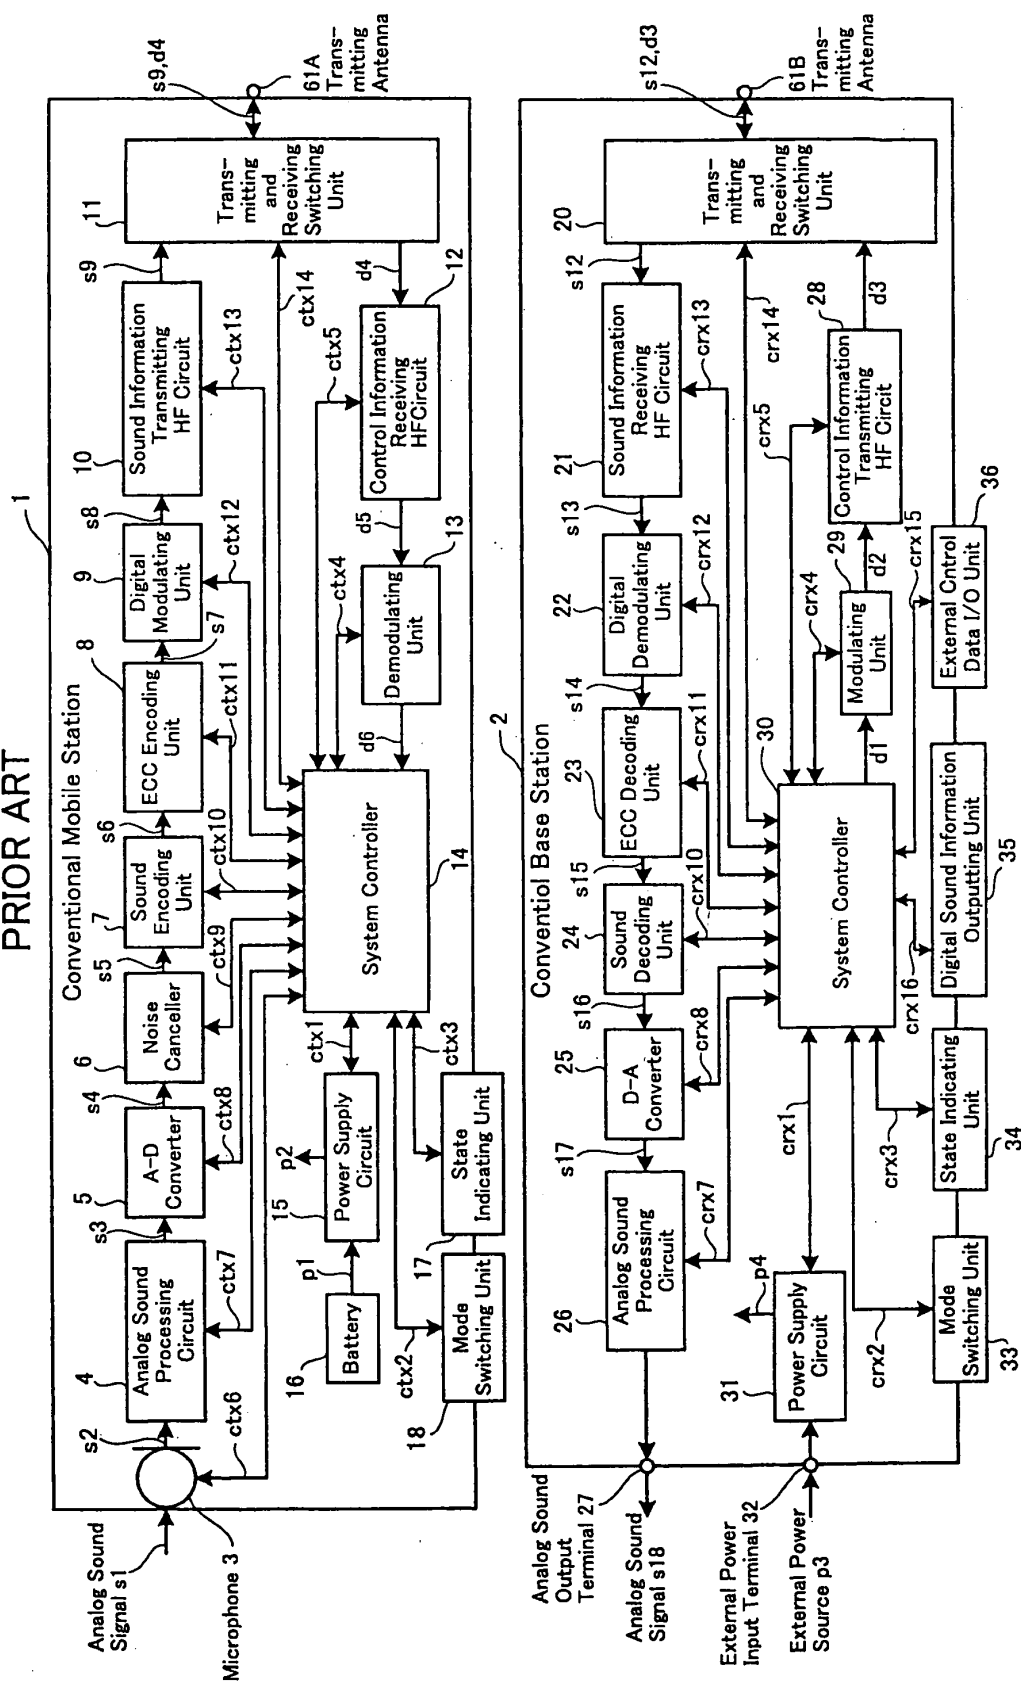 PRIOR ART
1
Conventional Mobile Station
Analog Sound
Signal s1
Microphone 3
s2
4
Analog Sound
Processing
Circuit
s3
5
A-D
Converter
s4
6
Noise
Canceller
s5
7
Sound
Encoding
Unit
s6
8
ECC Encoding
Unit
s7
9
Digital
Modulating
Unit
s8
10
Sound Information
Transmitting
HF Circuit
s9
11
Trans-
mitting
and
Receiving
Switching
Unit
s9,d4
61A
Trans-
mitting
Antenna
ctx6
ctx7
ctx8
ctx9
ctx10
ctx11
ctx12
ctx13
ctx14
d4
12
Control Information
Receiving
HFCircuit
ctx5
d5
13
Demodulating
Unit
ctx4
d6
System Controller
14
16
Battery
p1
15
Power Supply
Circuit
p2
ctx1
ctx2
ctx3
17
State
Indicating Unit
18
Mode
Switching Unit
2
Conventiol Base Station
s12,d3
61B
Trans-
mitting
Antenna
20
Trans-
mitting
and
Receiving
Switching
Unit
s12
21
Sound Information
Receiving
HF Circuit
s13
22
Digital
Demodulating
Unit
s14
23
ECC Decoding
Unit
s15
24
Sound
Decoding
Unit
s16
25
D-A
Converter
s17
26
Analog Sound
Processing
Circuit
Analog Sound
Output
Terminal 27
Analog Sound
Signal s18
crx7
crx8
crx10
crx11
crx12
crx13
crx14
crx5
crx4
28
Control Information
Transmitting
HF Circit
d3
29
Modulating
Unit
d2
d1
30
System Controller
External Power
Input Terminal 32
External Power
Source p3
31
Power Supply
Circuit
p4
crx1
crx2
crx3
crx16
crx15
Mode
Switching Unit
33
State Indicating
Unit
34
Digital Sound Information
Outputting Unit
35
External Cntrol
Data I/O Unit
36